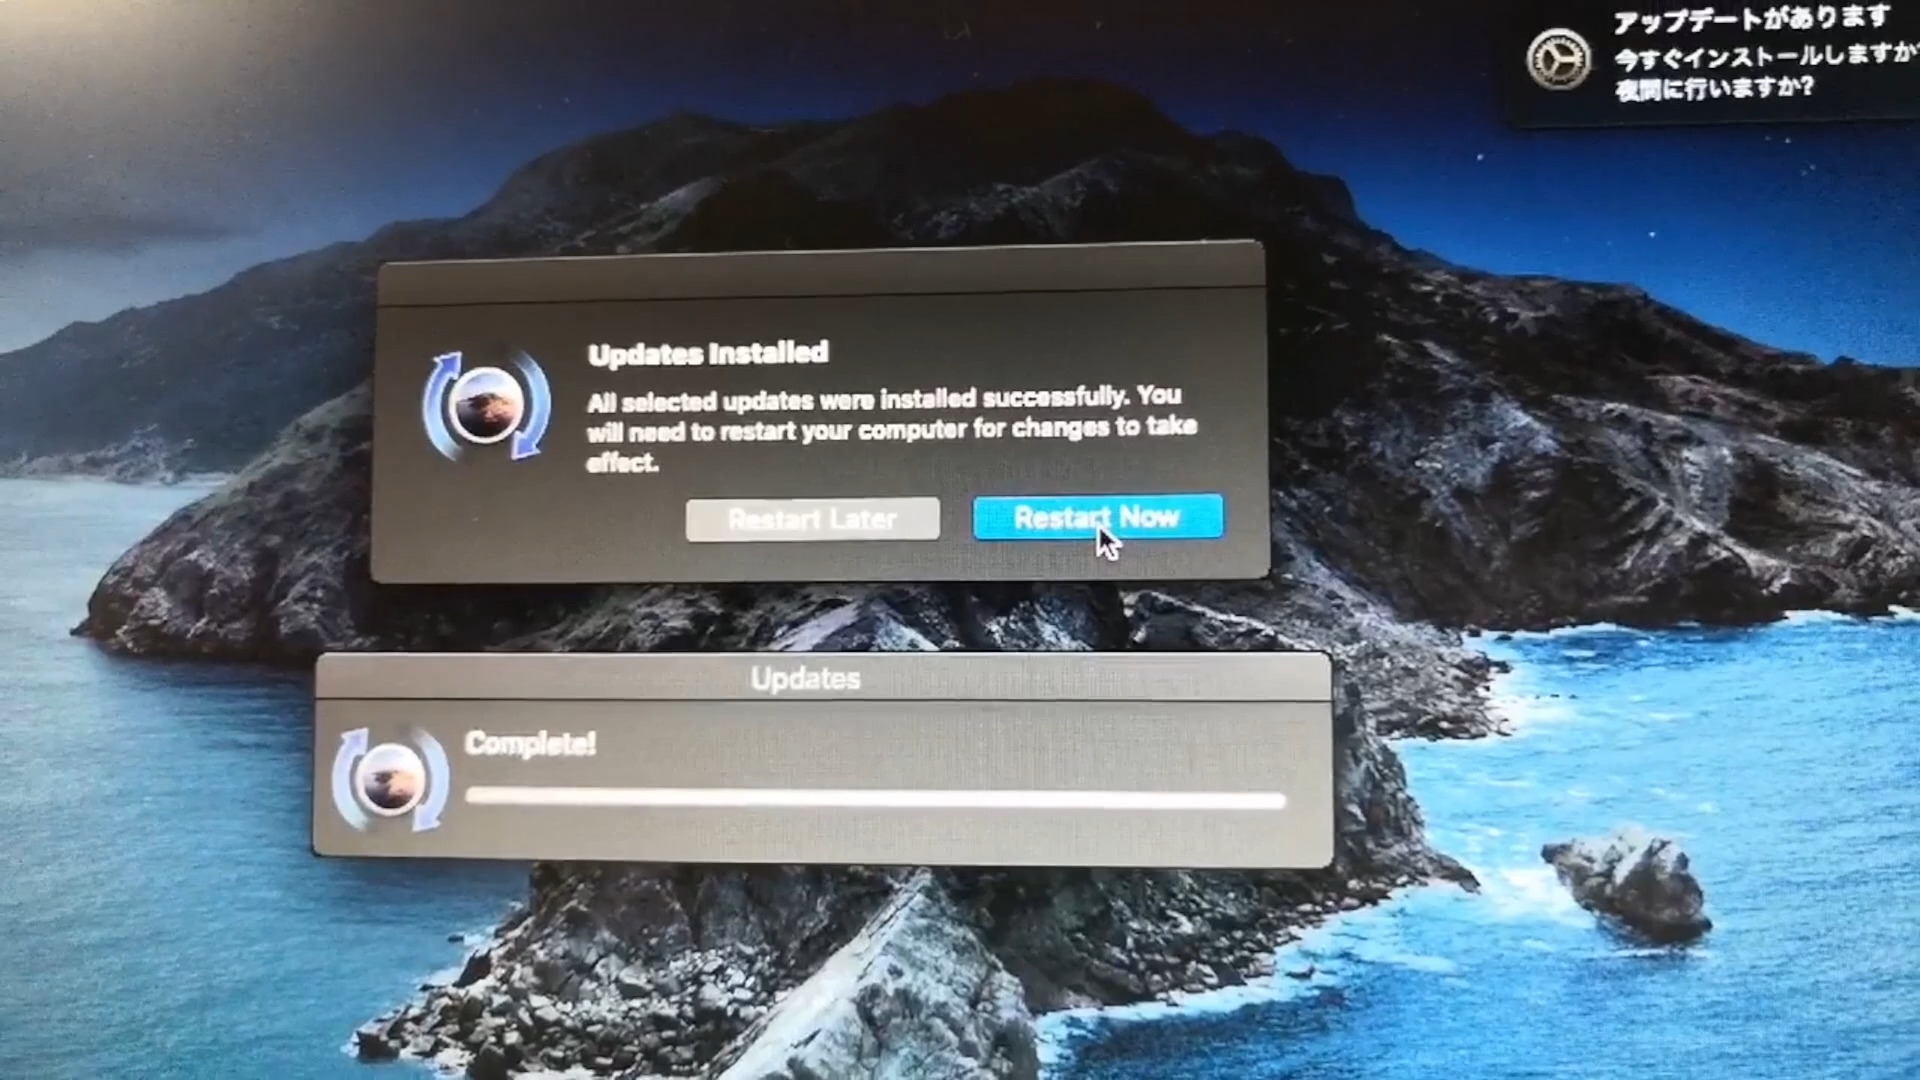 アップデートがあります
今すぐインストールしますか
夜間に行いますか?
Updates Installed
All selected updates were installed successfully. You
will need to restart your computer for changes to take
effect.
Restart Later
Restart Now
Updates
Complete!